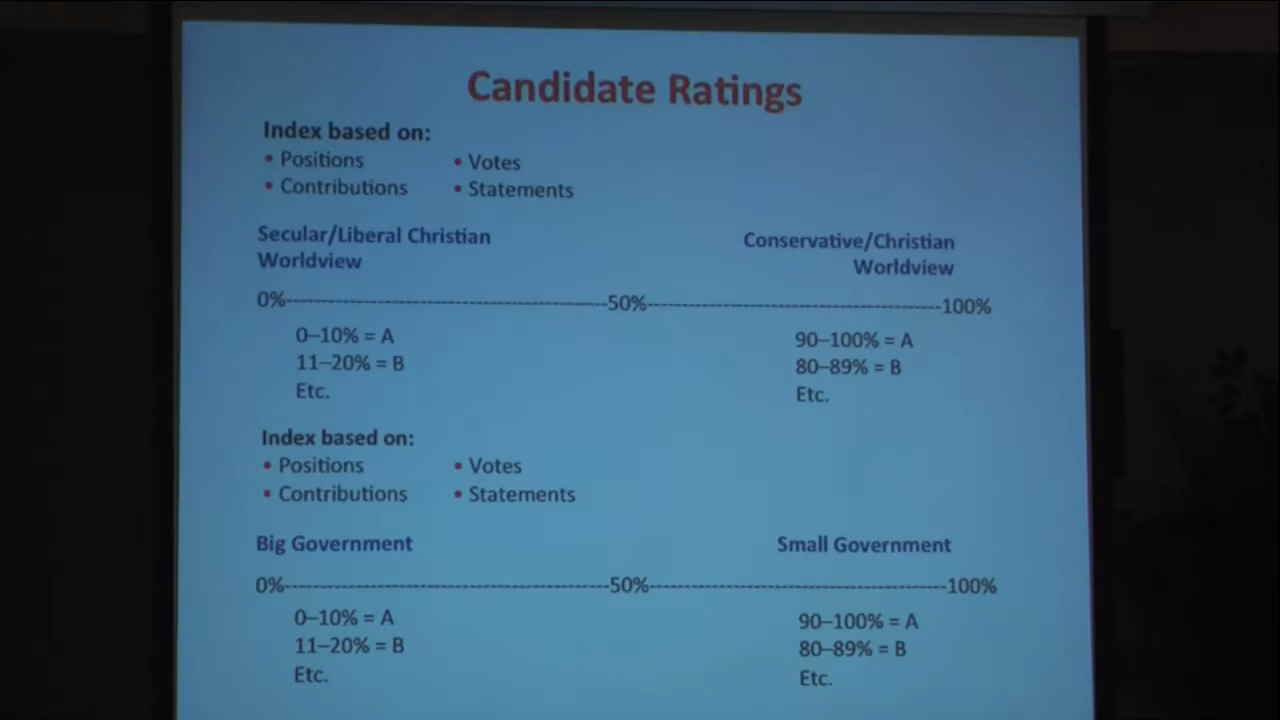 Candidate Ratings
Index based on:
• Positions • Votes
• Contributions • Statements
Secular/Liberal Christian Worldview
Conservative/Christian Worldview
0%--------------------------------50%--------------------------------100%
0–10% = A 90–100% = A
11–20% = B 80–89% = B
Etc. Etc.
Index based on:
• Positions • Votes
• Contributions • Statements
Big Government Small Government
0%--------------------------------50%--------------------------------100%
0–10% = A 90–100% = A
11–20% = B 80–89% = B
Etc. Etc.